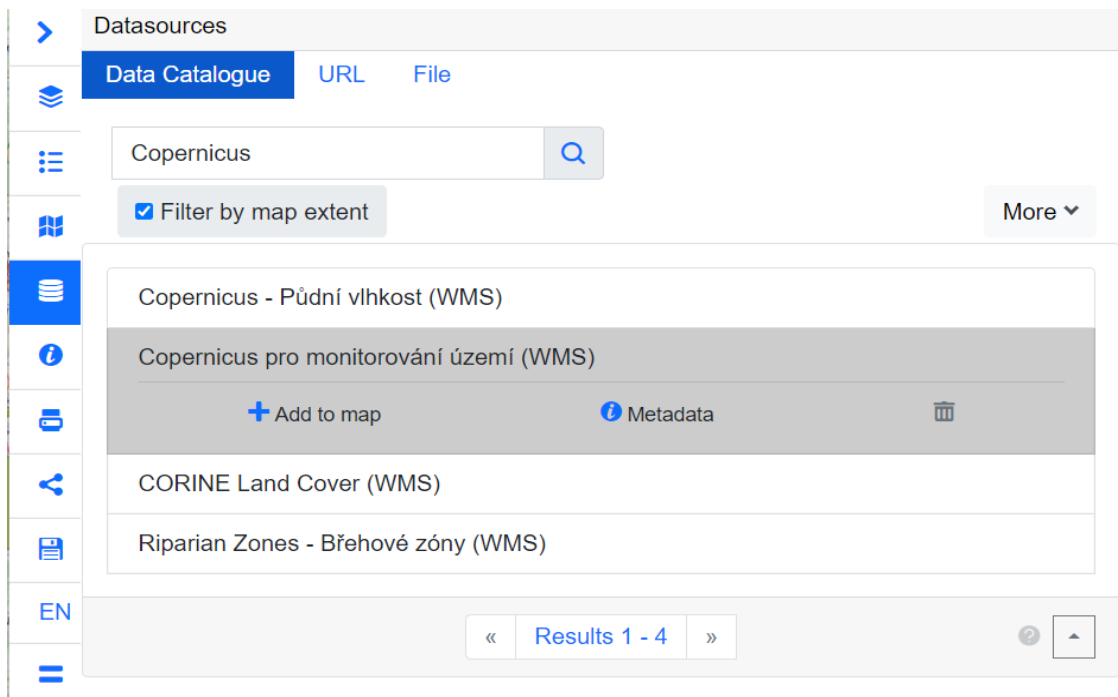 Datasources
Data Catalogue URL File
Copernicus
Filter by map extent
More
Copernicus - Půdní vlhkost (WMS)
Copernicus pro monitorování území (WMS)
Add to map Metadata
CORINE Land Cover (WMS)
Riparian Zones - Břehové zóny (WMS)
EN
« Results 1 - 4 »